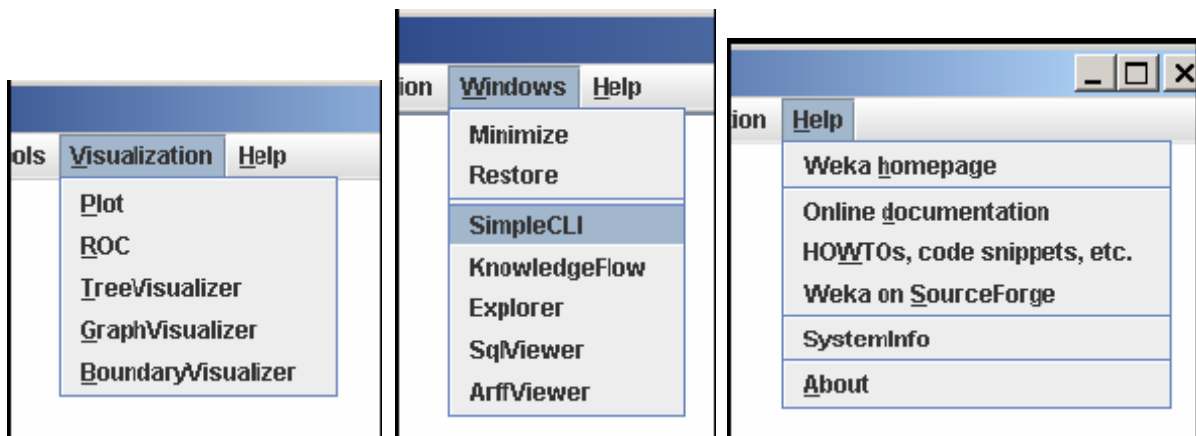 ols Visualization Help
Plot
ROC
TreeVisualizer
GraphVisualizer
BoundaryVisualizer
ion Windows Help
Minimize
Restore
SimpleCLI
KnowledgeFlow
Explorer
SqlViewer
ArffViewer
ion Help
Weka homepage
Online documentation
HOWTOs, code snippets, etc.
Weka on SourceForge
SystemInfo
About